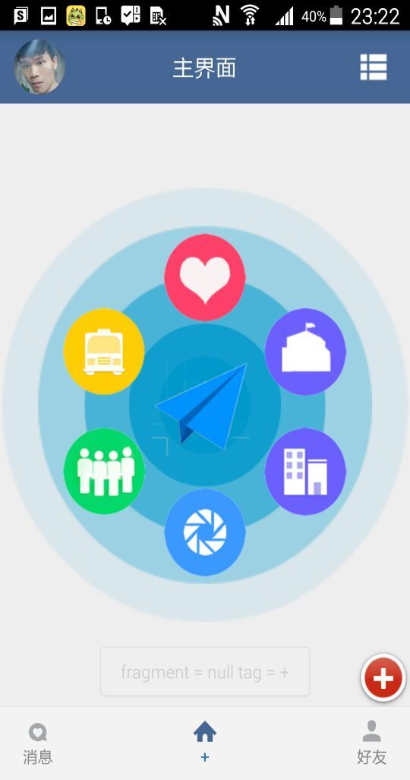 40% 23:22
主界面
fragment = null tag = +
消息
+
好友